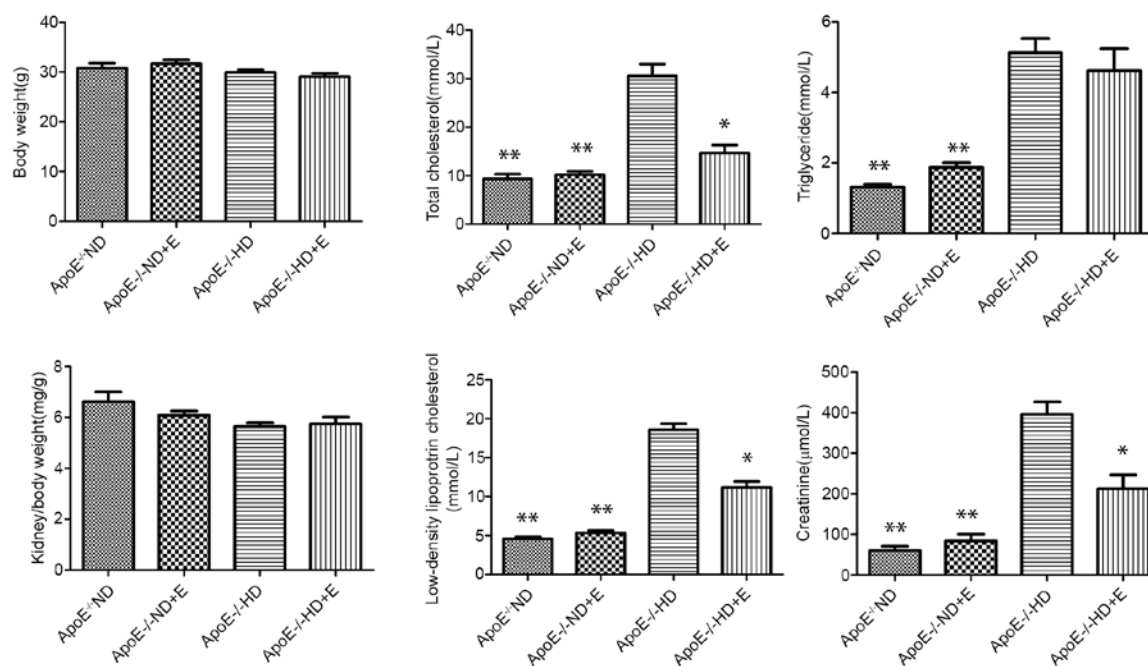 Body weight(g)
40
30
20
10
0
ApoE⁻/⁻ND
ApoE-/-ND+E
ApoE-/-HD
ApoE-/-HD+E
Total cholesterol(mmol/L)
40
30
20
10
0
**
**
*
ApoE⁻/⁻ND
ApoE-/-ND+E
ApoE-/-HD
ApoE-/-HD+E
Triglyceride(mmol/L)
6
4
2
0
**
**
ApoE⁻/⁻ND
ApoE-/-ND+E
ApoE-/-HD
ApoE-/-HD+E
Kidney/body weight(mg/g)
8
6
4
2
0
ApoE⁻/⁻ND
ApoE-/-ND+E
ApoE-/-HD
ApoE-/-HD+E
Low-density lipoprotrin cholesterol
(mmol/L)
25
20
15
10
5
0
**
**
*
ApoE⁻/⁻ND
ApoE-/-ND+E
ApoE-/-HD
ApoE-/-HD+E
Creatinine(μmol/L)
500
400
300
200
100
0
**
**
*
ApoE⁻/⁻ND
ApoE-/-ND+E
ApoE-/-HD
ApoE-/-HD+E